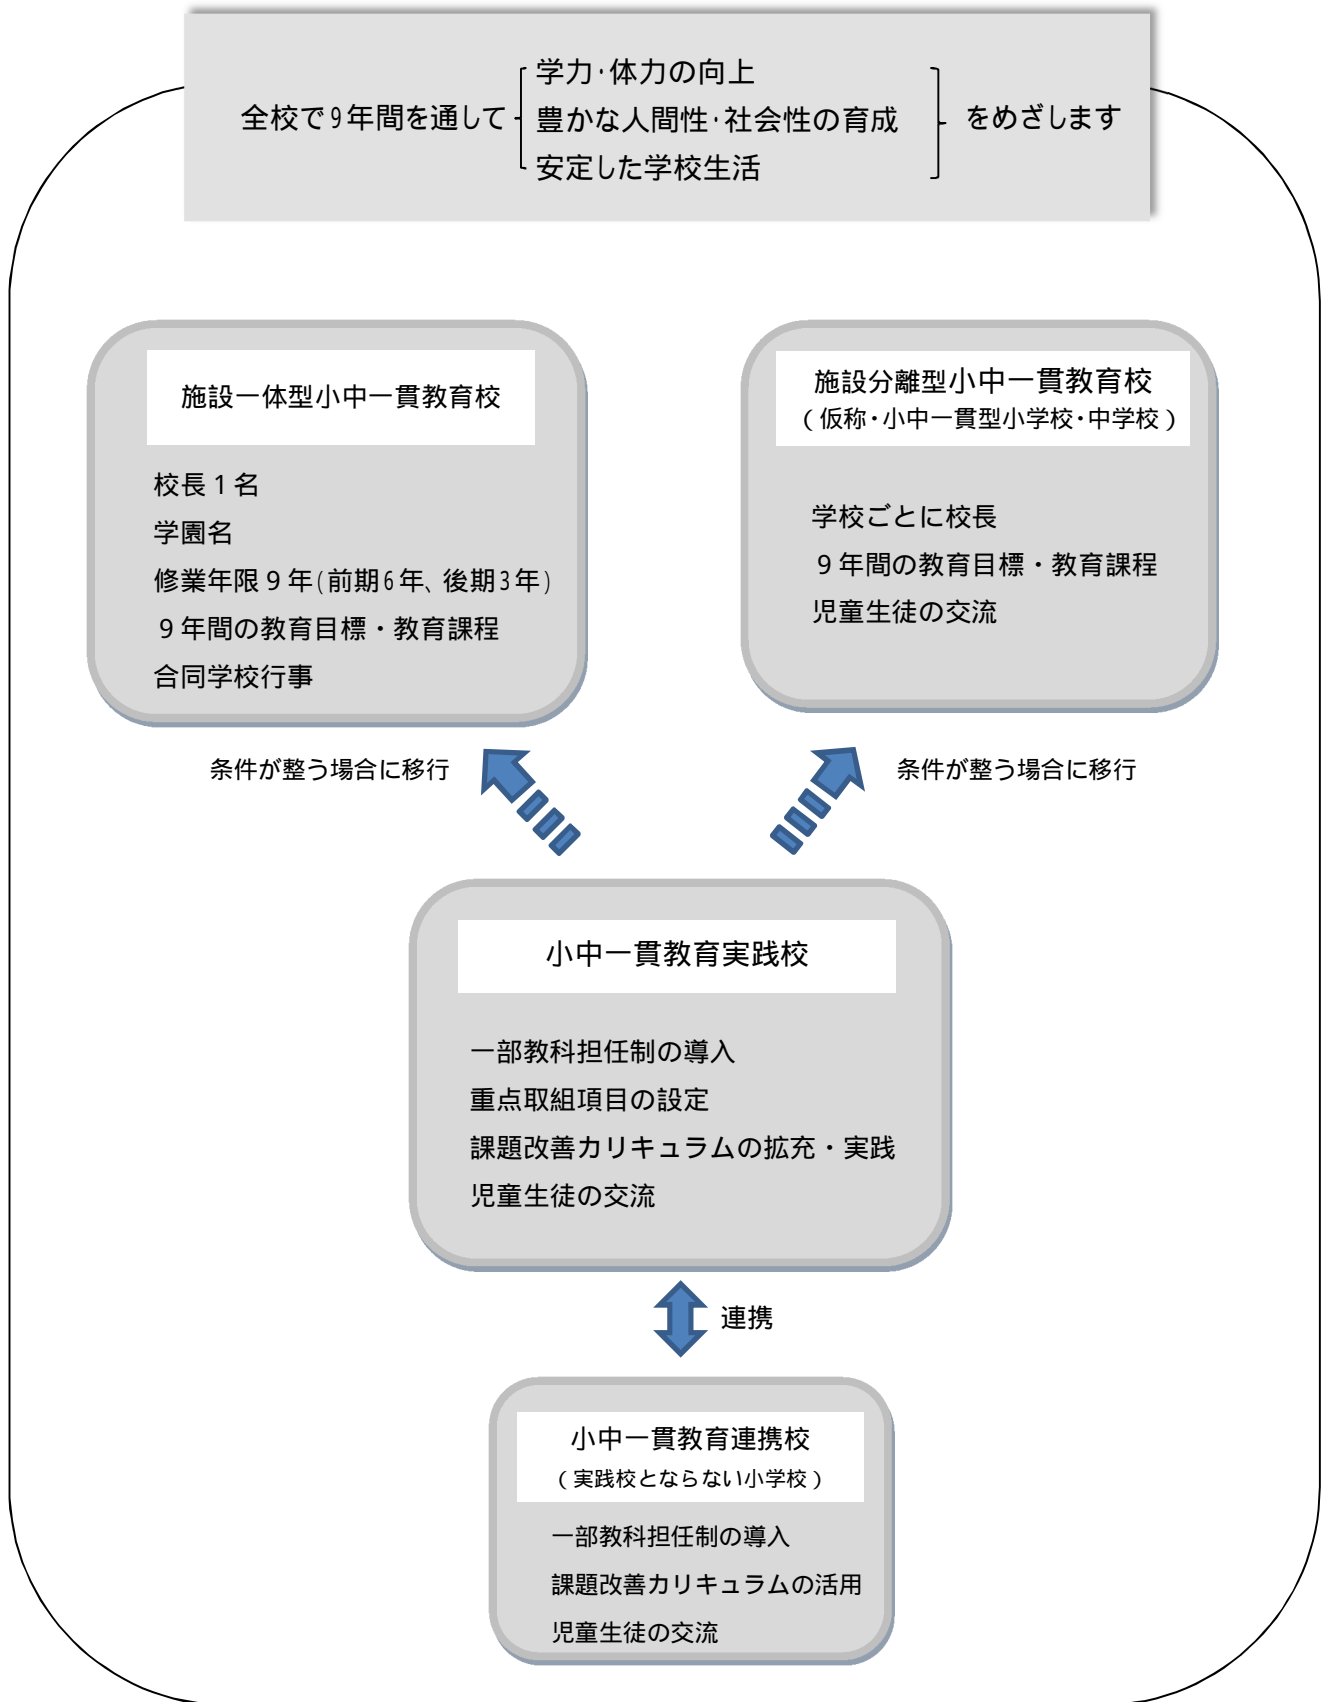 学力・体力の向上
全校で9年間を通して 豊かな人間性・社会性の育成 をめざします
安定した学校生活
施設一体型小中一貫教育校
校長1名
学園名
修業年限9年(前期6年、後期3年)
9年間の教育目標・教育課程
合同学校行事
施設分離型小中一貫教育校
(仮称・小中一貫型小学校・中学校)
学校ごとに校長
9年間の教育目標・教育課程
児童生徒の交流
条件が整う場合に移行
条件が整う場合に移行
小中一貫教育実践校
一部教科担任制の導入
重点取組項目の設定
課題改善カリキュラムの拡充・実践
児童生徒の交流
連携
小中一貫教育連携校
(実践校とならない小学校)
一部教科担任制の導入
課題改善カリキュラムの活用
児童生徒の交流